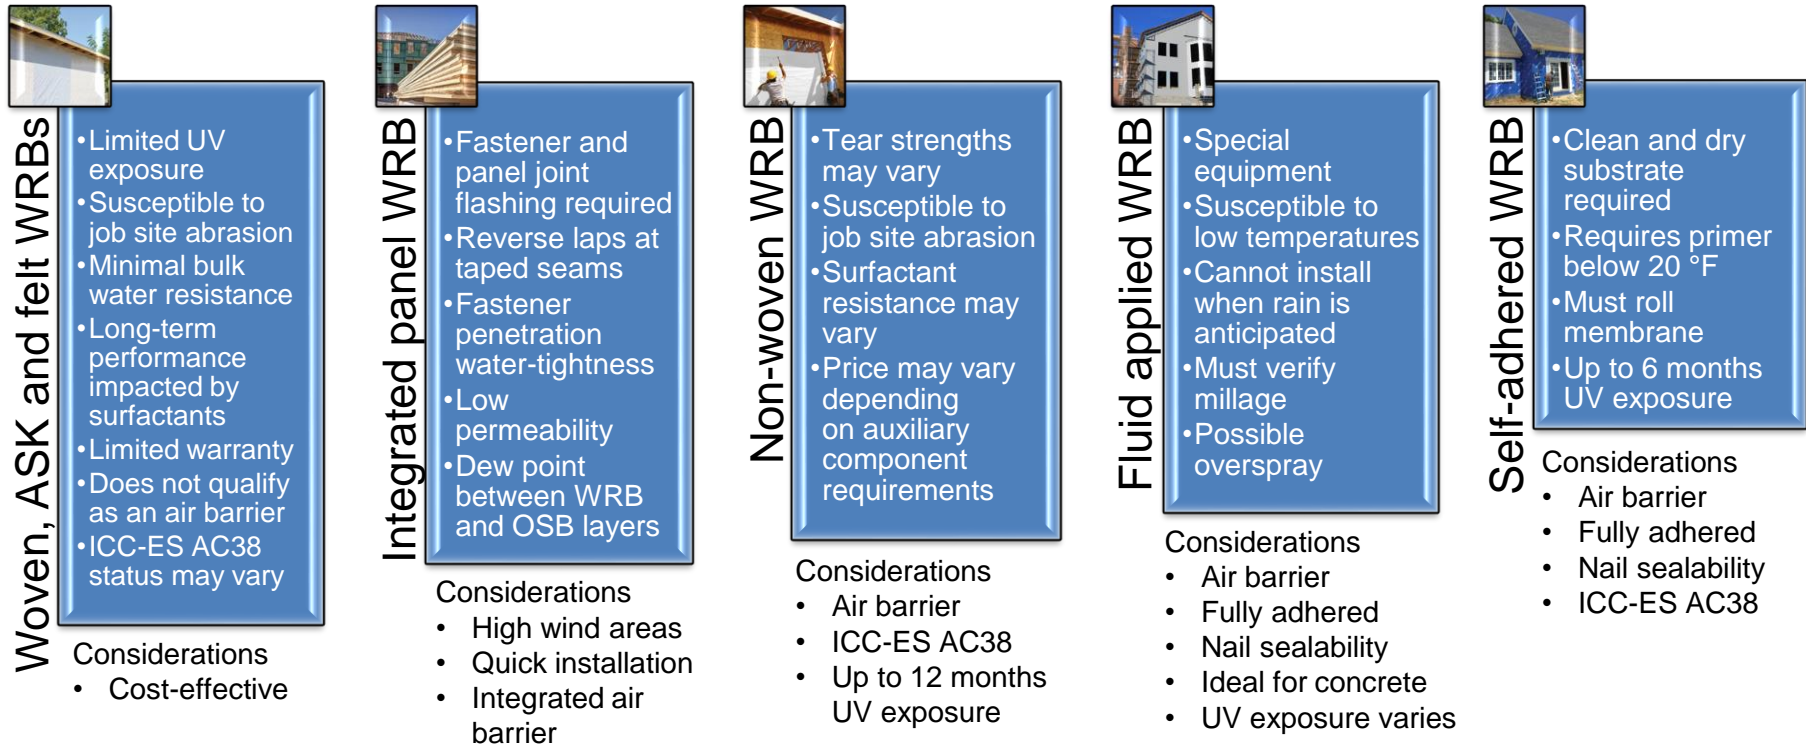 Woven, ASK and felt WRBs
•Limited UV
exposure
•Susceptible to
job site abrasion
•Minimal bulk
water resistance
•Long-term
performance
impacted by
surfactants
•Limited warranty
•Does not qualify
as an air barrier
•ICC-ES AC38
status may vary
Considerations
• Cost-effective
Integrated panel WRB
•Fastener and
panel joint
flashing required
•Reverse laps at
taped seams
•Fastener
penetration
water-tightness
•Low
permeability
•Dew point
between WRB
and OSB layers
Considerations
• High wind areas
• Quick installation
• Integrated air
barrier
Non-woven WRB
•Tear strengths
may vary
•Susceptible to
job site abrasion
•Surfactant
resistance may
vary
•Price may vary
depending
on auxiliary
component
requirements
Considerations
• Air barrier
• ICC-ES AC38
• Up to 12 months
UV exposure
Fluid applied WRB
•Special
equipment
•Susceptible to
low temperatures
•Cannot install
when rain is
anticipated
•Must verify
millage
•Possible
overspray
Considerations
• Air barrier
• Fully adhered
• Nail sealability
• Ideal for concrete
• UV exposure varies
Self-adhered WRB
•Clean and dry
substrate
required
•Requires primer
below 20 °F
•Must roll
membrane
•Up to 6 months
UV exposure
Considerations
• Air barrier
• Fully adhered
• Nail sealability
• ICC-ES AC38